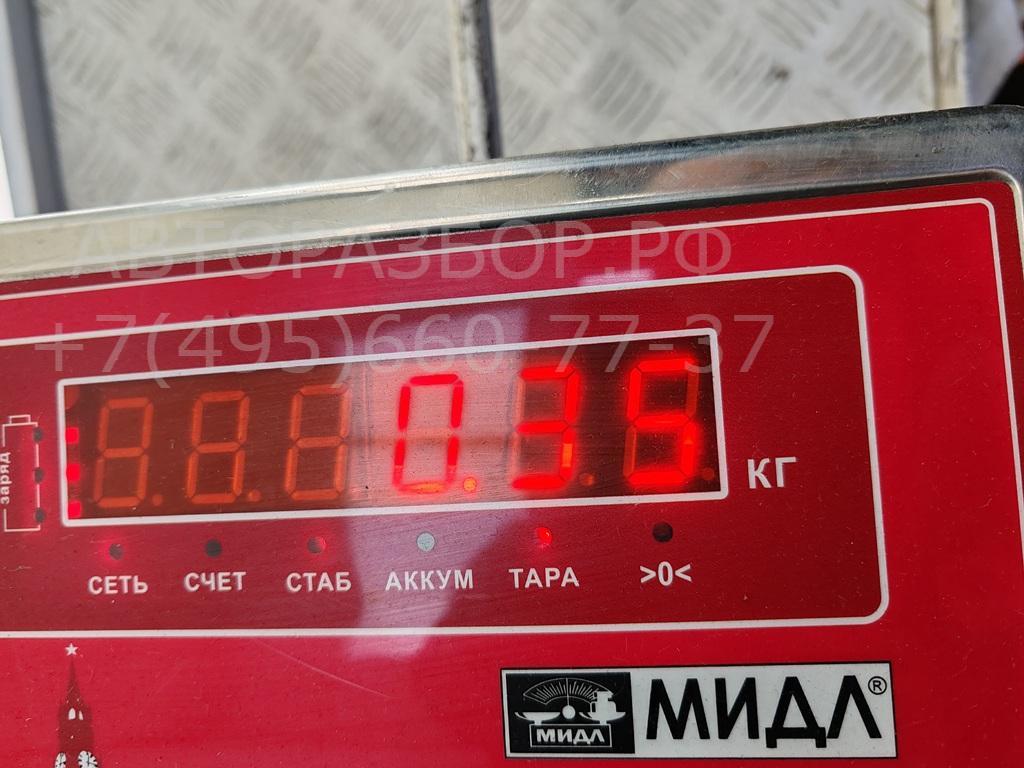 АВТОРАЗБОР.РФ
+7(495)660-77-37
0.35
КГ
заряд
СЕТЬ СЧЕТ СТАБ АККУМ ТАРА >0<
МИДЛ®
МИДЛ